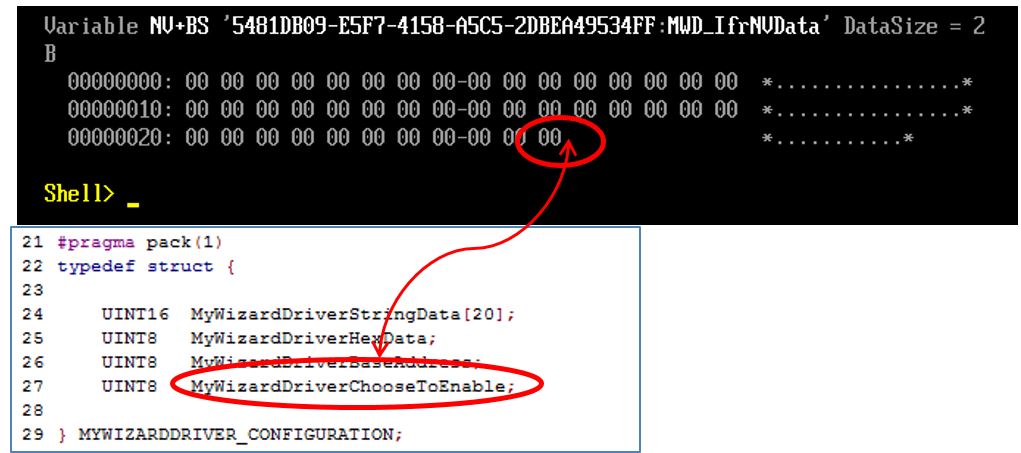 Variable NV+BS '5481DB09-E5F7-4158-A5C5-2DBEA49534FF:MWD_IfrNVData' DataSize = 2
B
00000000: 00 00 00 00 00 00 00 00-00 00 00 00 00 00 00 00 *................*
00000010: 00 00 00 00 00 00 00 00-00 00 00 00 00 00 00 00 *................*
00000020: 00 00 00 00 00 00 00 00-00 00 00 *...........*
Shell> _
21 #pragma pack(1)
22 typedef struct {
23
24 UINT16 MyWizardDriverStringData[20];
25 UINT8 MyWizardDriverHexData;
26 UINT8 MyWizardDriverBaseAddress;
27 UINT8 MyWizardDriverChooseToEnable;
28
29 } MYWIZARDDRIVER_CONFIGURATION;